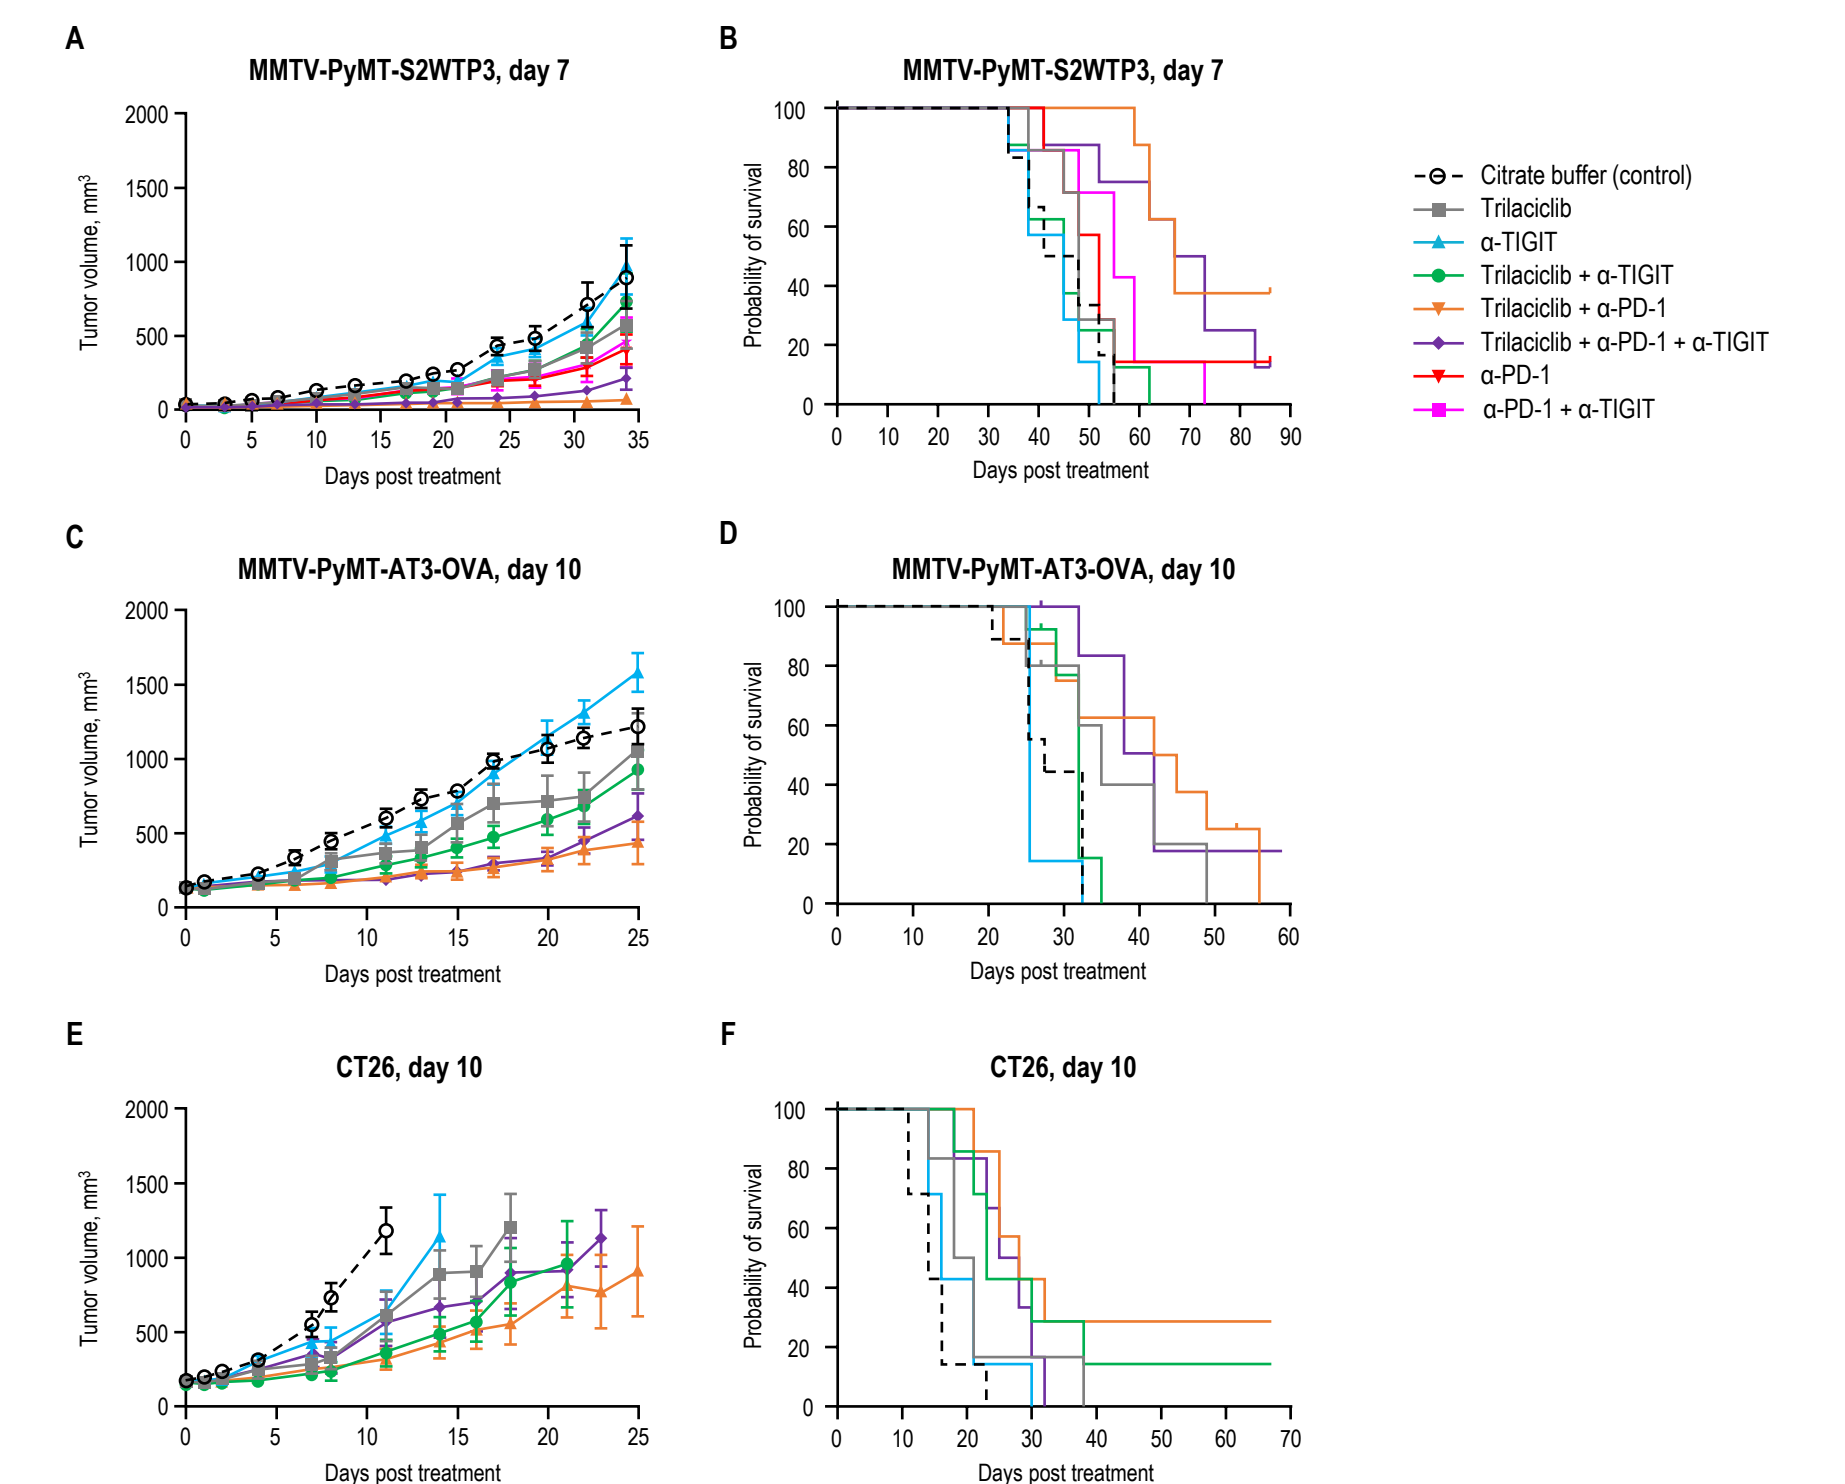 A
MMTV-PyMT-S2WTP3, day 7
Tumor volume, mm³
2000
1500
1000
500
0
0 5 10 15 20 25 30 35
Days post treatment
B
MMTV-PyMT-S2WTP3, day 7
Probability of survival
100
80
60
40
20
0
0 10 20 30 40 50 60 70 80 90
Days post treatment
Citrate buffer (control)
Trilaciclib
α-TIGIT
Trilaciclib + α-TIGIT
Trilaciclib + α-PD-1
Trilaciclib + α-PD-1 + α-TIGIT
α-PD-1
α-PD-1 + α-TIGIT
C
MMTV-PyMT-AT3-OVA, day 10
Tumor volume, mm³
2000
1500
1000
500
0
0 5 10 15 20 25
Days post treatment
D
MMTV-PyMT-AT3-OVA, day 10
Probability of survival
100
80
60
40
20
0
0 10 20 30 40 50 60
Days post treatment
E
CT26, day 10
Tumor volume, mm³
2000
1500
1000
500
0
0 5 10 15 20 25
Days post treatment
F
CT26, day 10
Probability of survival
100
80
60
40
20
0
0 10 20 30 40 50 60 70
Days post treatment